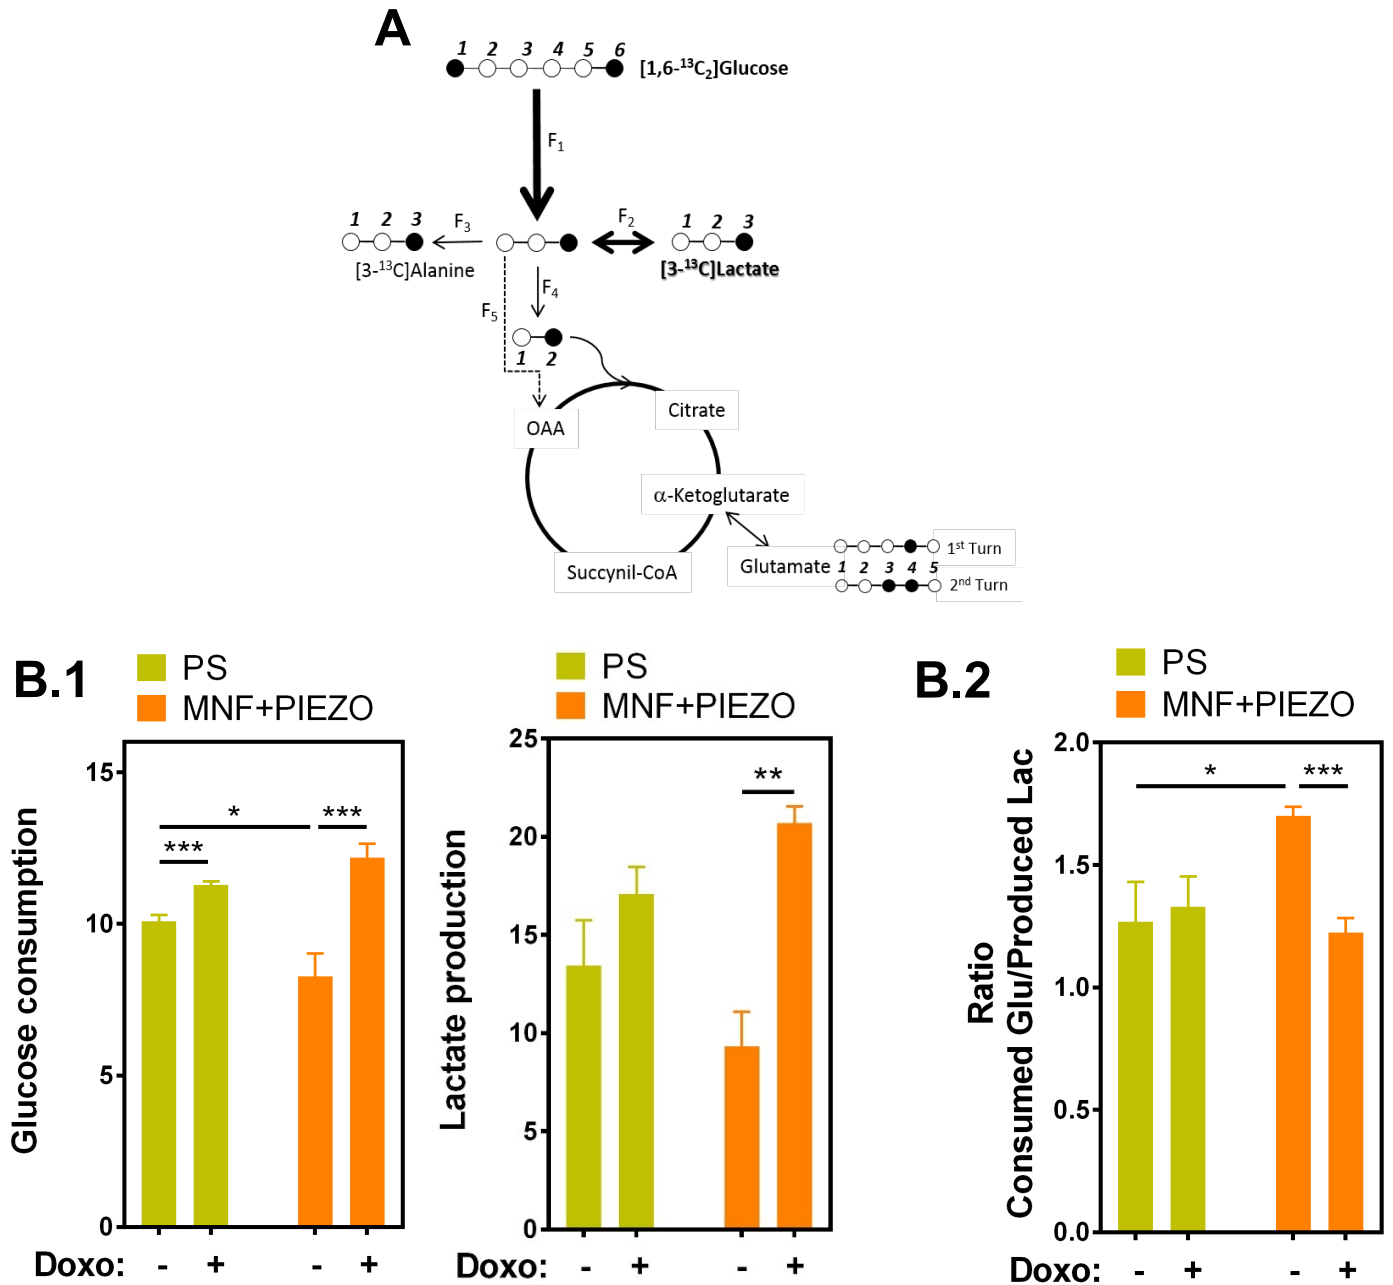 A
1 2 3 4 5 6
[1,6-¹³C₂]Glucose
F₁
1 2 3
F₃
F₂
1 2 3
[3-¹³C]Alanine
[3-¹³C]Lactate
F₄
F₅
1 2
Citrate
OAA
α-Ketoglutarate
1ˢᵗ Turn
Glutamate 1 2 3 4 5
Succynil-CoA
2ⁿᵈ Turn
B.1
PS
MNF+PIEZO
Glucose consumption
15
10
5
0
*
***
***
Doxo: - + - +
PS
MNF+PIEZO
Lactate production
25
20
15
10
5
0
**
Doxo: - + - +
B.2
PS
MNF+PIEZO
Ratio
Consumed Glu/Produced Lac
2.0
1.5
1.0
0.5
0.0
*
***
Doxo: - + - +